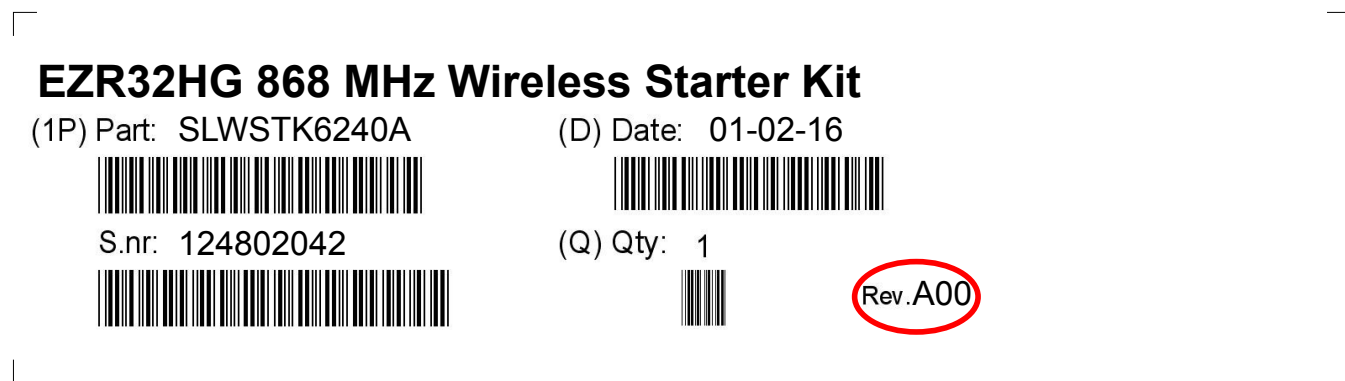 EZR32HG 868 MHz Wireless Starter Kit
(1P) Part: SLWSTK6240A (D) Date: 01-02-16
S.nr: 124802042 (Q) Qty: 1
Rev.A00